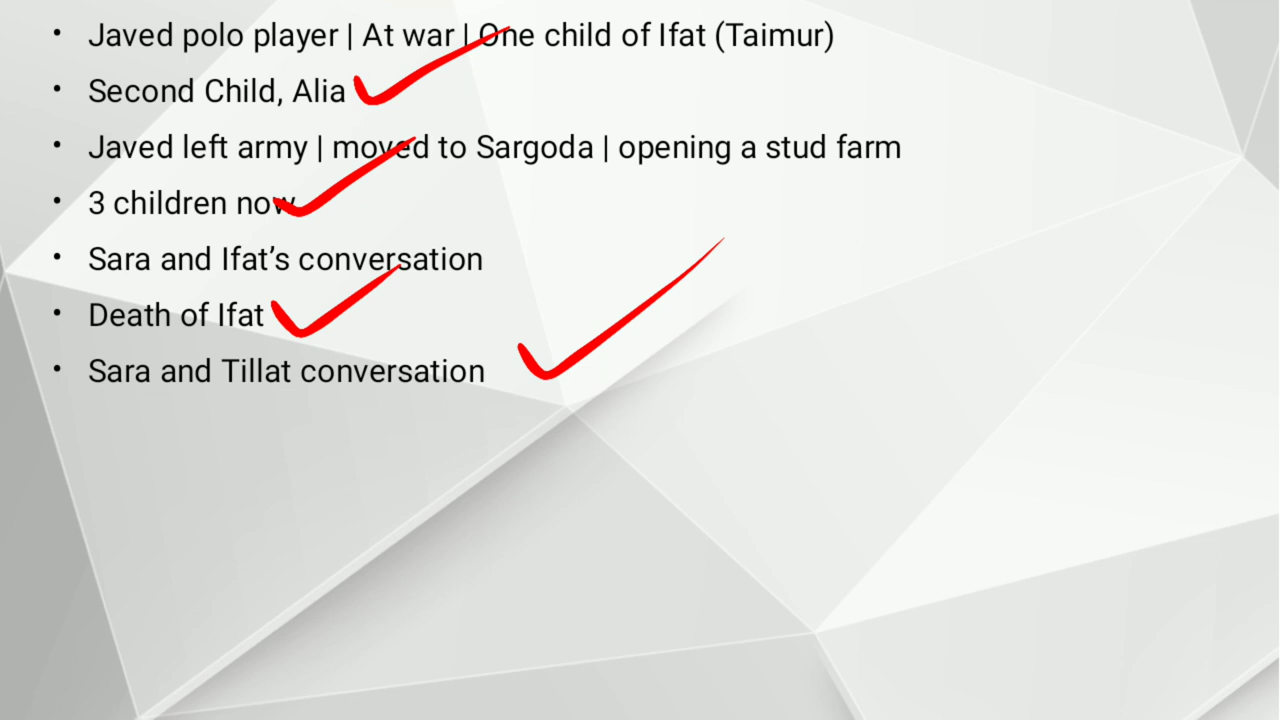 • Javed polo player | At war | One child of Ifat (Taimur)
• Second Child, Alia
• Javed left army | moved to Sargoda | opening a stud farm
• 3 children now
• Sara and Ifat’s conversation
• Death of Ifat
• Sara and Tillat conversation